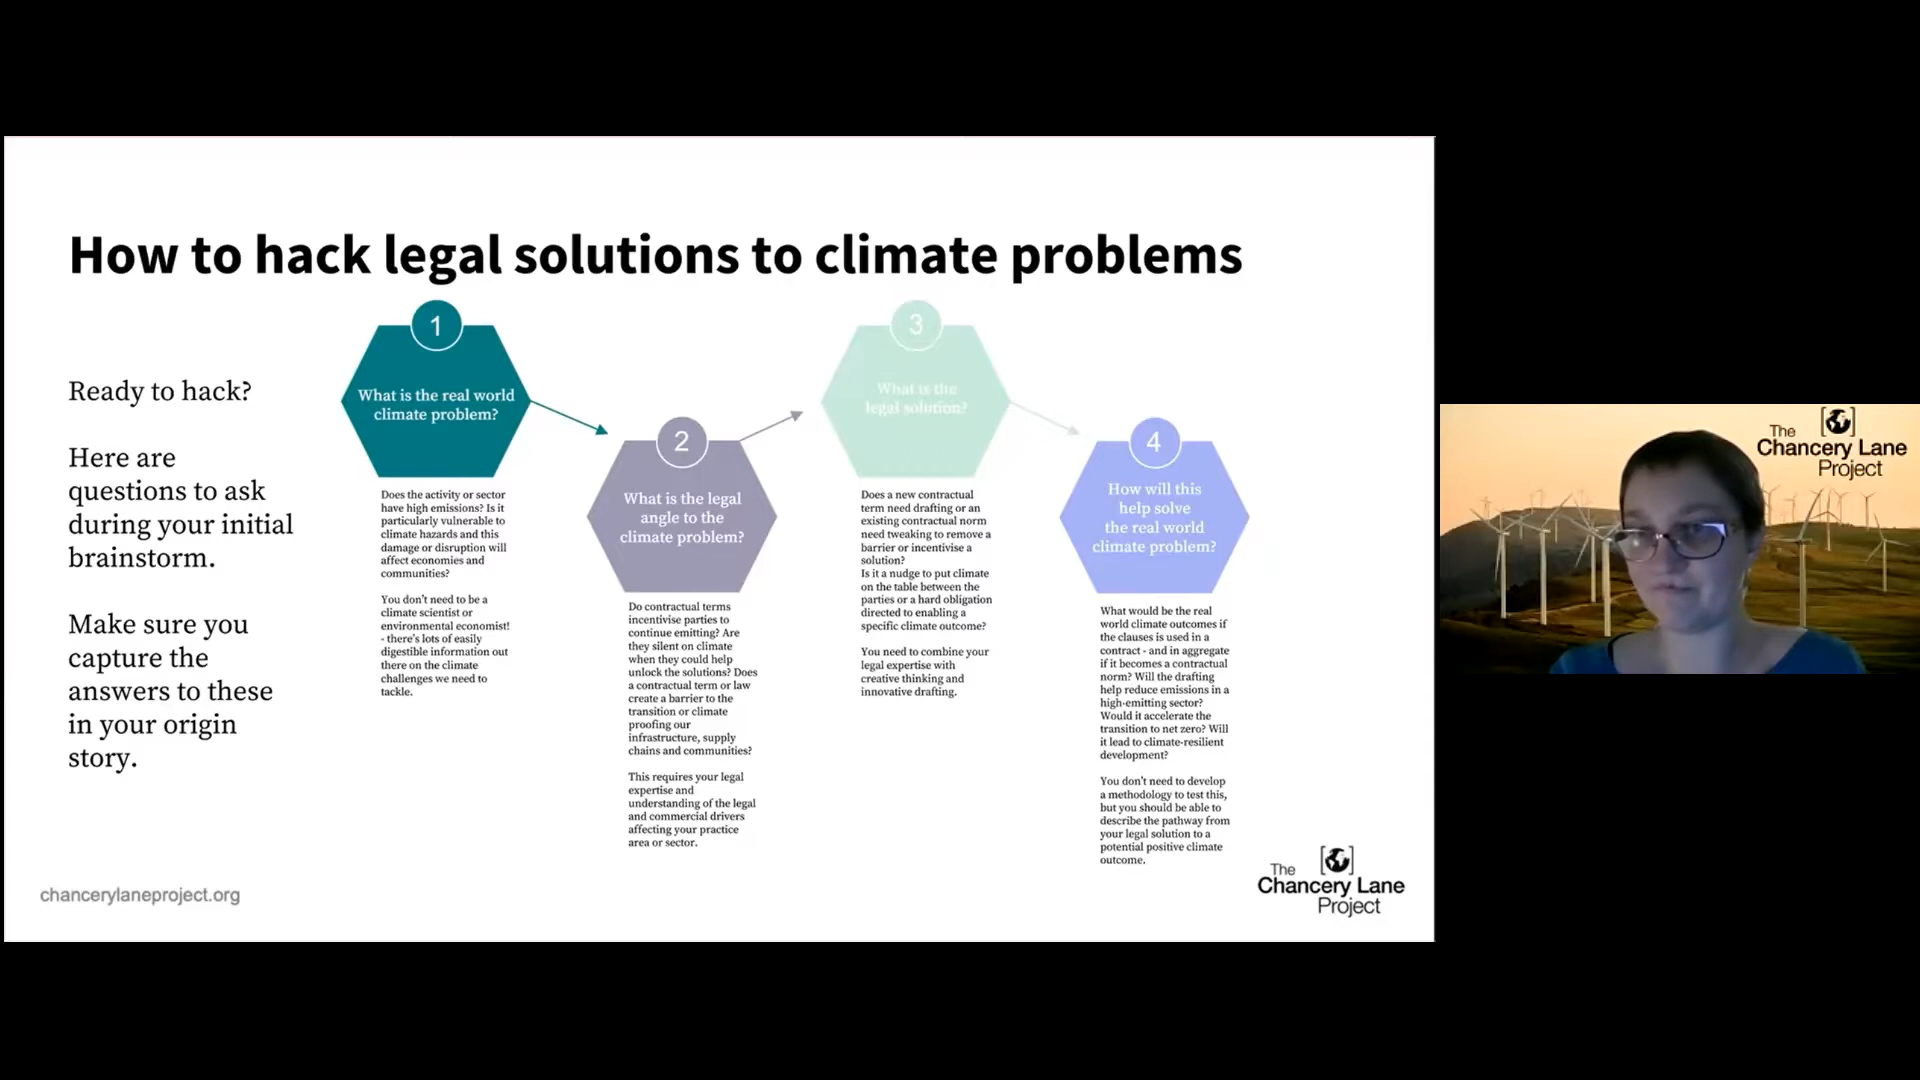 How to hack legal solutions to climate problems
Ready to hack?
Here are
questions to ask
during your initial
brainstorm.
Make sure you
capture the
answers to these
in your origin
story.
1
What is the real world
climate problem?
Does the activity or sector
have high emissions? Is it
particularly vulnerable to
climate hazards and this
damage or disruption will
affect economies and
communities?
You don't need to be a
climate scientist or
environmental economist!
- there's lots of easily
digestible information out
there on the climate
challenges we need to
tackle.
2
What is the legal
angle to the
climate problem?
Do contractual terms
incentivise parties to
continue emitting? Are
they silent on climate
when they could help
unlock the solutions? Does
a contractual term or law
create a barrier to the
transition or climate
proofing our
infrastructure, supply
chains and communities?
This requires your legal
expertise and
understanding of the legal
and commercial drivers
affecting your practice
area or sector.
3
What is the
legal solution?
Does a new contractual
term need drafting or an
existing contractual norm
need tweaking to remove a
barrier or incentivise a
solution?
Is it a nudge to put climate
on the table between the
parties or a hard obligation
directed to enabling a
specific climate outcome?
You need to combine your
legal expertise with
creative thinking and
innovative drafting.
4
How will this
help solve
the real world
climate problem?
What would be the real
world climate outcomes if
the clauses is used in a
contract - and in aggregate
if it becomes a contractual
norm? Will the drafting
help reduce emissions in a
high-emitting sector?
Would it accelerate the
transition to net zero? Will
it lead to climate-resilient
development?
You don't need to develop
a methodology to test this,
but you should be able to
describe the pathway from
your legal solution to a
potential positive climate
outcome.
chancerylaneproject.org
The
Chancery Lane
Project
The
Chancery Lane
Project